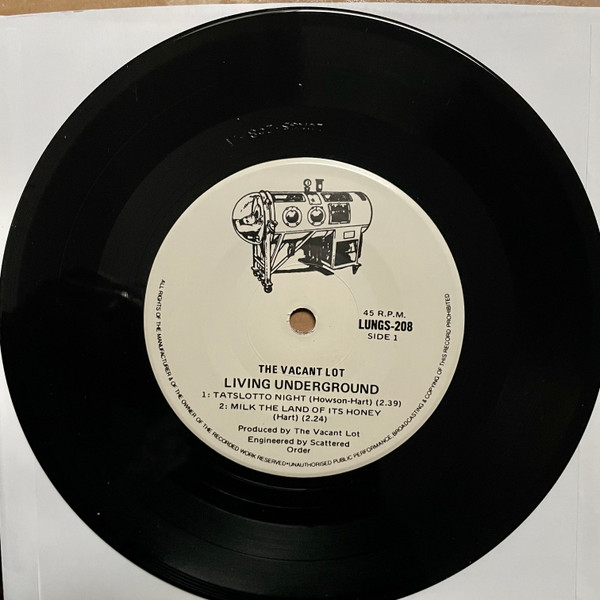 45 R.P.M.
LUNGS-208
SIDE 1
THE VACANT LOT
LIVING UNDERGROUND
1: TATSLOTTO NIGHT (Howson-Hart) (2.39)
2: MILK THE LAND OF ITS HONEY
(Hart) (2.24)
Produced by The Vacant Lot
Engineered by Scattered
Order
ALL RIGHTS OF THE MANUFACTURER & OF THE OWNER OF THE RECORDED WORK RESERVED•UNAUTHORISED PUBLIC PERFORMANCE, BROADCASTING & COPYING OF THIS RECORD PROHIBITED